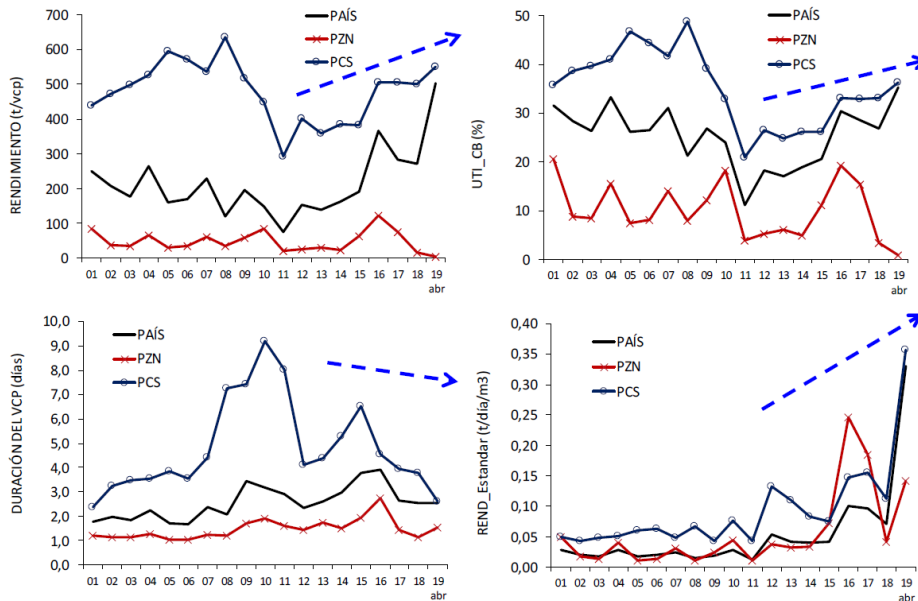 RENDIMIENTO (tf/vcp)
700
600
500
400
300
200
100
0
PAÍS
PZN
PCS
01 02 03 04 05 06 07 08 09 10 11 12 13 14 15 16 17 18 19
abr
UTI_CB (%)
50
40
30
20
10
0
PAÍS
PZN
PCS
01 02 03 04 05 06 07 08 09 10 11 12 13 14 15 16 17 18 19
abr
DURACIÓN DEL VCP (días)
10,0
9,0
8,0
7,0
6,0
5,0
4,0
3,0
2,0
1,0
0,0
PAÍS
PZN
PCS
01 02 03 04 05 06 07 08 09 10 11 12 13 14 15 16 17 18 19
abr
REND_Estandar (t/día/m3)
0,40
0,35
0,30
0,25
0,20
0,15
0,10
0,05
0,00
PAÍS
PZN
PCS
01 02 03 04 05 06 07 08 09 10 11 12 13 14 15 16 17 18 19
abr